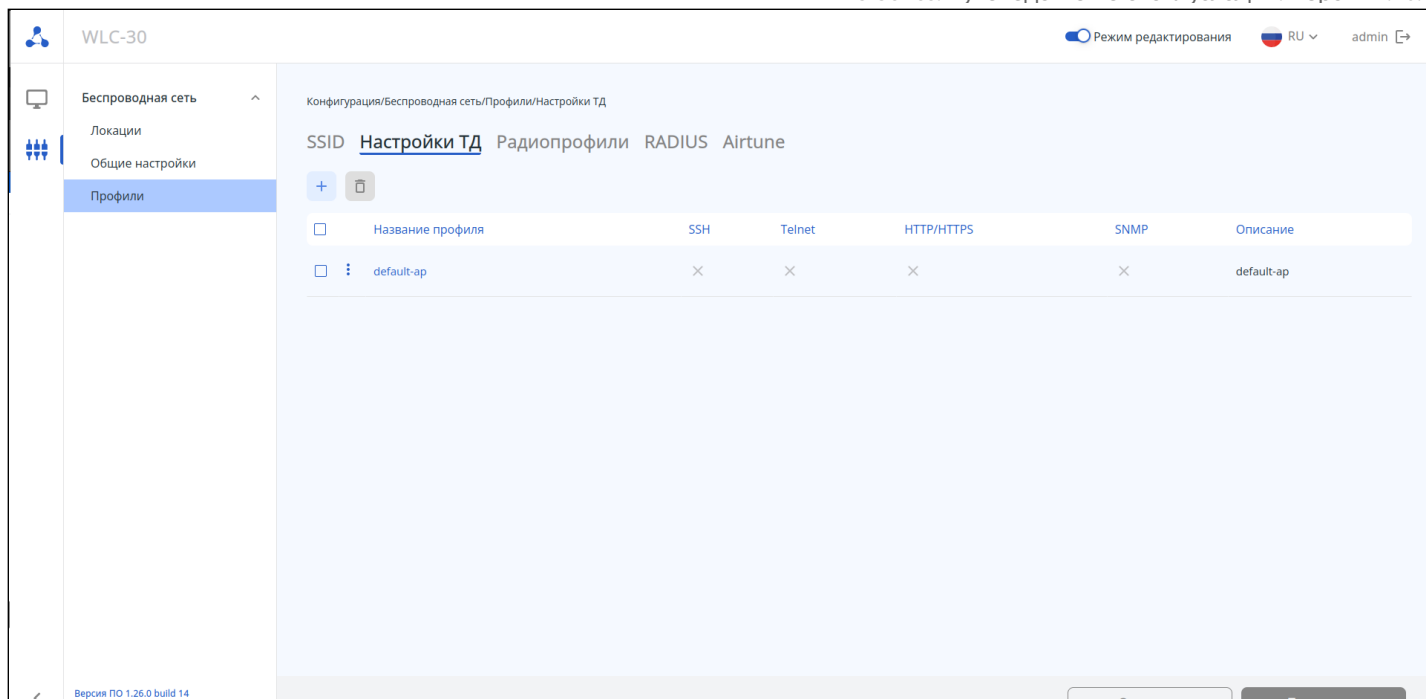 WLC-30
Режим редактирования
RU
admin
Беспроводная сеть
Локации
Общие настройки
Профили
Конфигурация/Беспроводная сеть/Профили/Настройки ТД
SSID Настройки ТД Радиопрофили RADIUS Airtune
Название профиля SSH Telnet HTTP/HTTPS SNMP Описание
default-ap default-ap
Версия ПО 1.26.0 build 14